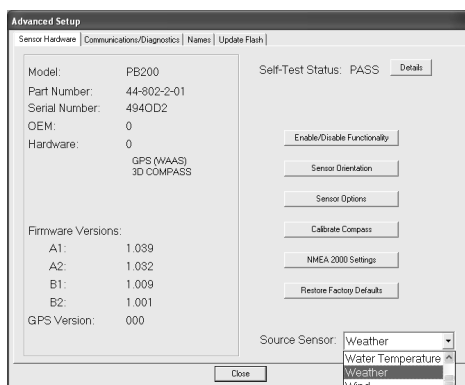 Advanced Setup
Sensor Hardware Communications/Diagnostics Names Update Flash
Model: PB200
Part Number: 44-802-2-01
Serial Number: 494OD2
OEM: 0
Hardware: 0
GPS (WAAS)
3D COMPASS
Firmware Versions:
A1: 1.039
A2: 1.032
B1: 1.009
B2: 1.001
GPS Version: 000
Self-Test Status: PASS Details
Enable/Disable Functionality
Sensor Orientation
Sensor Options
Calibrate Compass
NMEA 2000 Settings
Restore Factory Defaults
Source Sensor: Weather
Water Temperature
Weather
Wind
Close